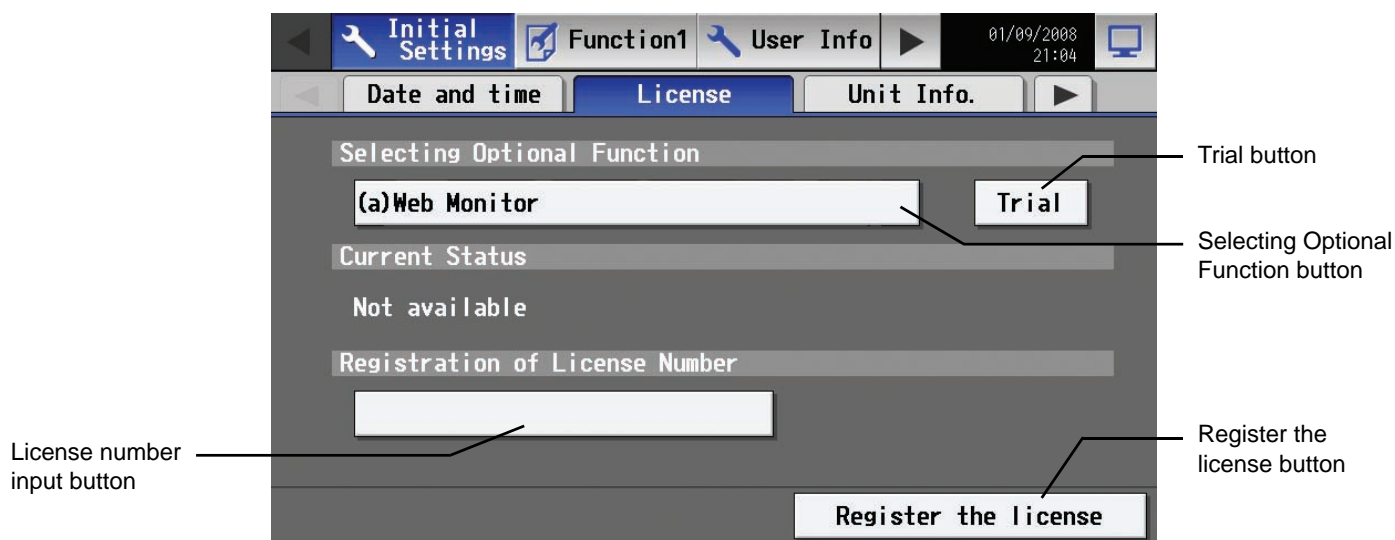 Initial
Settings
Function1
User Info
01/09/2008
21:04
Date and time
License
Unit Info.
Selecting Optional Function
(a)Web Monitor
Trial
Current Status
Not available
Registration of License Number
Register the license
Trial button
Selecting Optional
Function button
License number
input button
Register the
license button